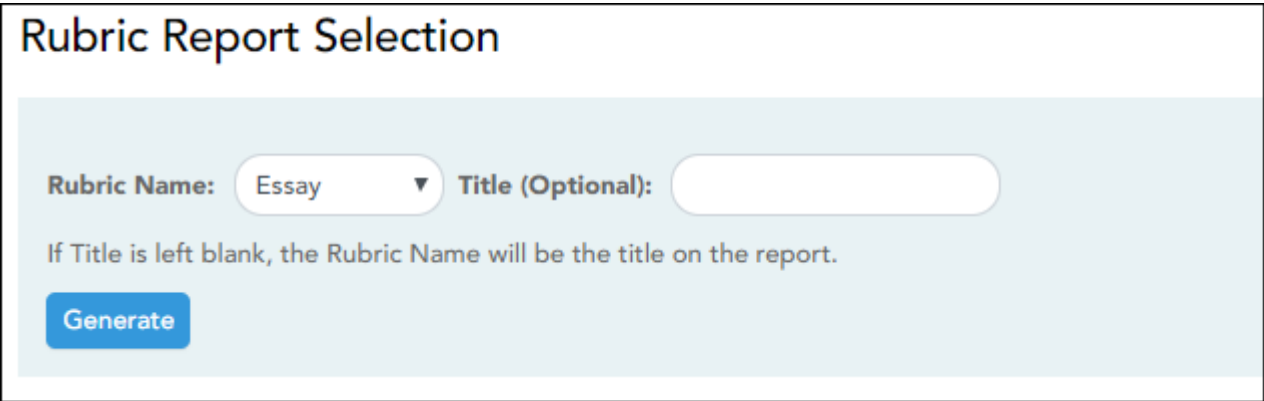 Rubric Report Selection
Rubric Name: Essay Title (Optional):
If Title is left blank, the Rubric Name will be the title on the report.
Generate